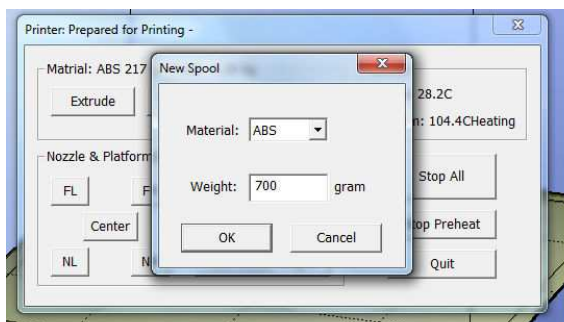 Printer: Prepared for Printing -
Matrial: ABS 217
New Spool
Extrude
28.2C
Material: ABS
104.4CHeating
Nozzle & Platform
Weight: 700 gram
Stop All
FL
Center
OK
Cancel
Preheat
NL
Quit